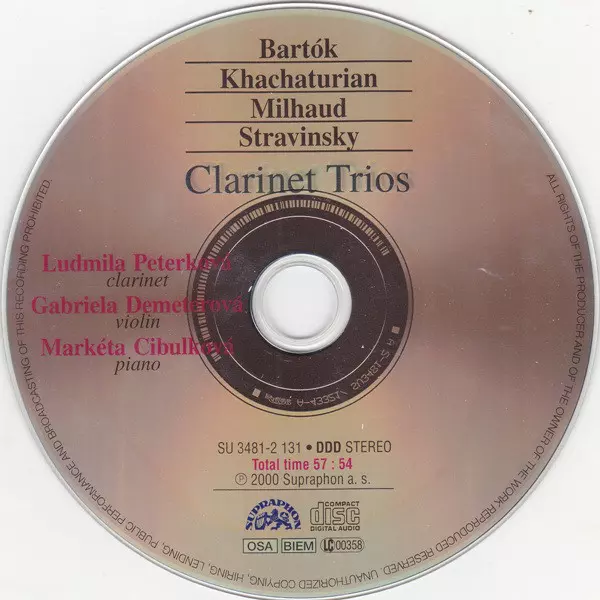 Bartók
Khachaturian
Milhaud
Stravinsky
Clarinet Trios
Ludmila Peterková
clarinet
Gabriela Demeterová
violin
Markéta Cibulková
piano
SU 3481-2 131 • DDD STEREO
Total time 57 : 54
Ⓟ 2000 Supraphon a. s.
SUPRAPHON
COMPACT
disc
DIGITAL AUDIO
OSA BIEM LC 00358
ALL RIGHTS OF THE PRODUCER AND OF THE OWNER OF THE WORK REPRODUCED RESERVED. UNAUTHORIZED COPYING, HIRING, LENDING, PUBLIC PERFORMANCE AND BROADCASTING OF THIS RECORDING PROHIBITED.